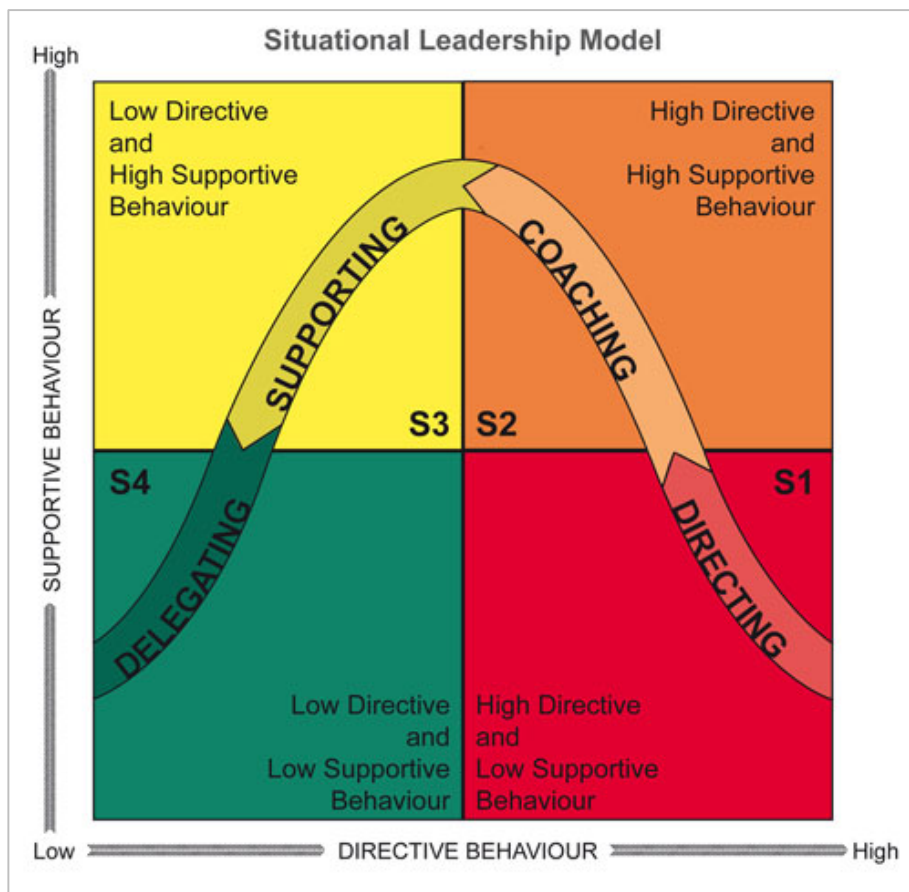 Situational Leadership Model
High
Low Directive
and
High Supportive
Behaviour
High Directive
and
High Supportive
Behaviour
SUPPORTING
COACHING
S3
S2
SUPPORTIVE BEHAVIOUR
S4
S1
DELEGATING
DIRECTING
Low Directive
and
Low Supportive
Behaviour
High Directive
and
Low Supportive
Behaviour
Low
DIRECTIVE BEHAVIOUR
High